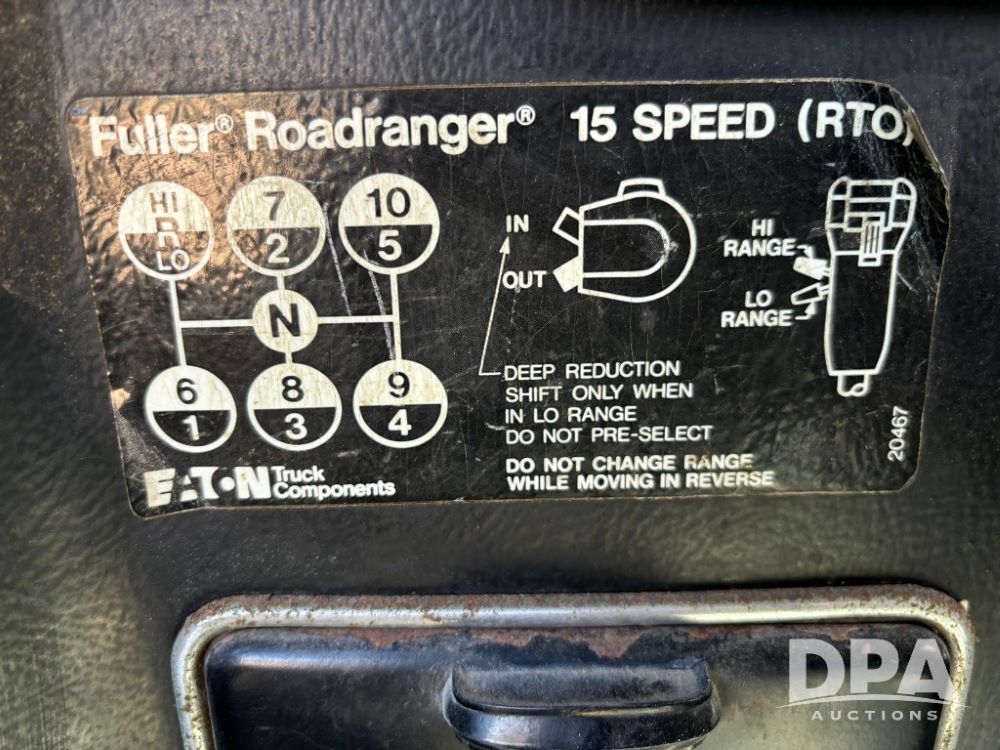 Fuller® Roadranger® 15 SPEED (RTO)
HI
R
LO
7
2
10
5
N
6
1
8
3
9
4
IN
OUT
HI
RANGE
LO
RANGE
DEEP REDUCTION
SHIFT ONLY WHEN
IN LO RANGE
DO NOT PRE-SELECT
DO NOT CHANGE RANGE
WHILE MOVING IN REVERSE
20467
EATON Truck
Components
DPA
AUCTIONS